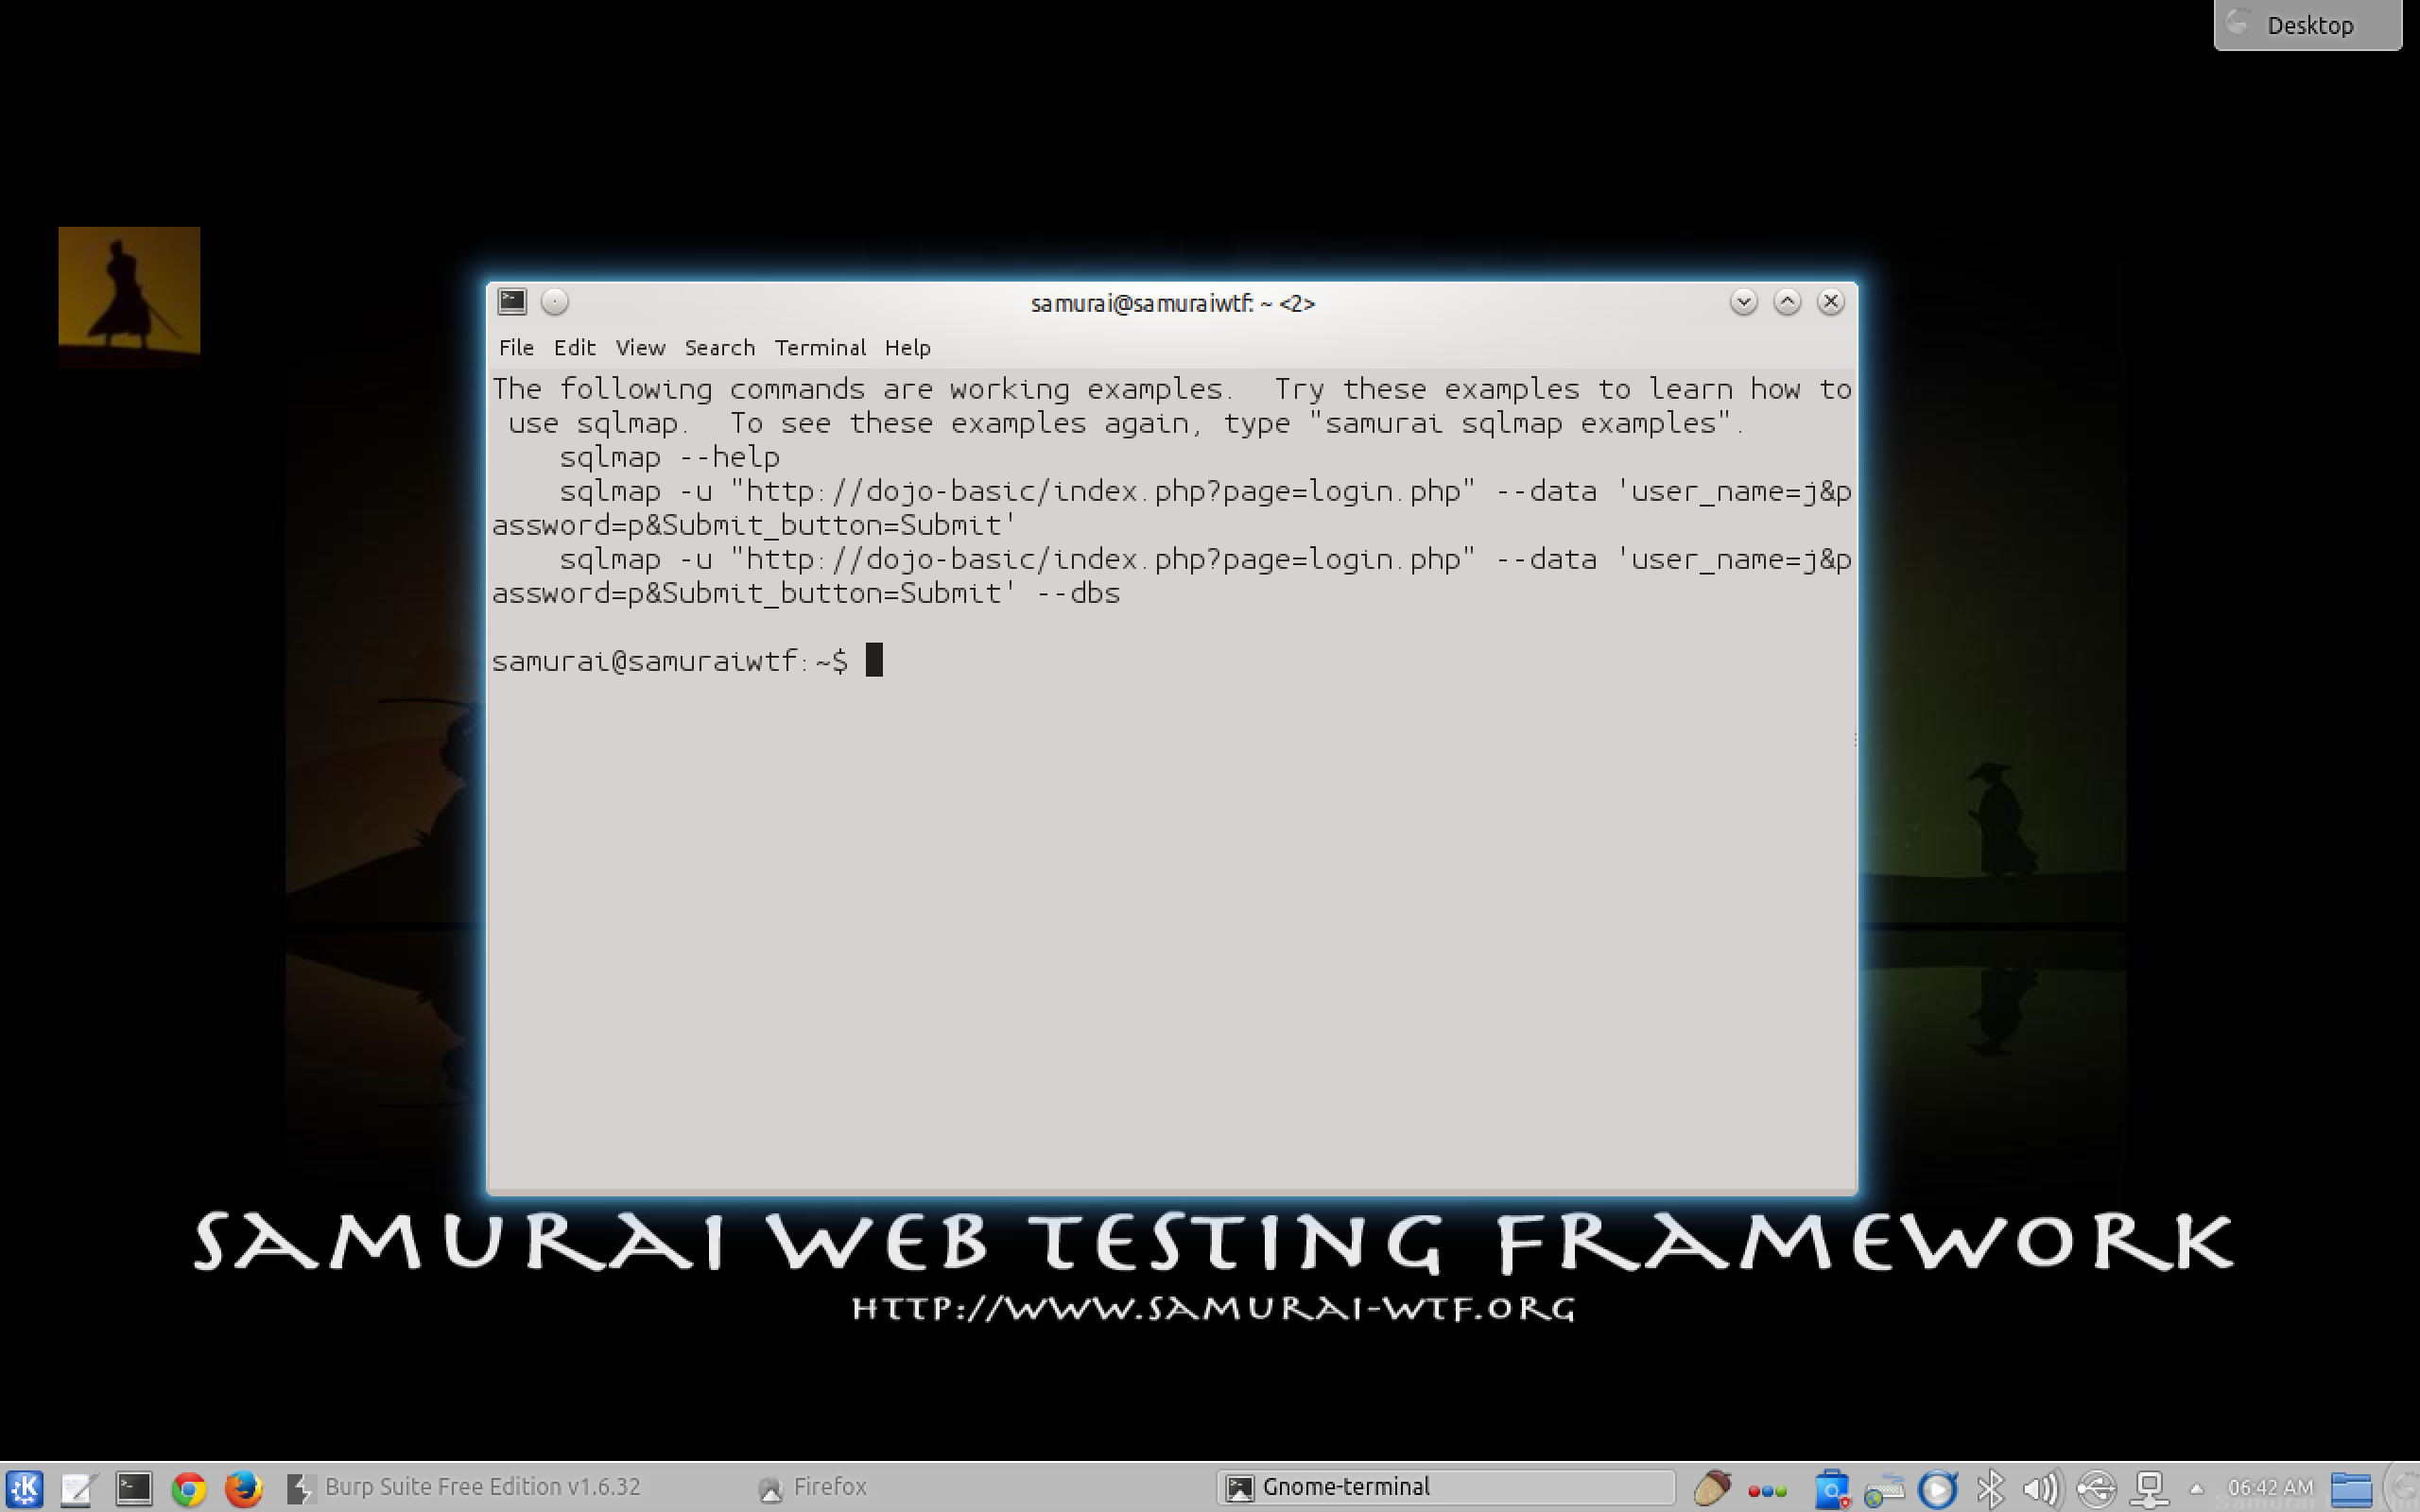 Desktop
samurai@samuraiwtf: ~ <2>
File Edit View Search Terminal Help
The following commands are working examples.  Try these examples to learn how to
 use sqlmap.  To see these examples again, type "samurai sqlmap examples".
    sqlmap --help
    sqlmap -u "http://dojo-basic/index.php?page=login.php" --data 'user_name=j&p
assword=p&Submit_button=Submit'
    sqlmap -u "http://dojo-basic/index.php?page=login.php" --data 'user_name=j&p
assword=p&Submit_button=Submit' --dbs
samurai@samuraiwtf:~$
SAMURAI WEB TESTING FRAMEWORK
HTTP://WWW.SAMURAI-WTF.ORG
Burp Suite Free Edition v1.6.32 Firefox Gnome-terminal 06:42 AM